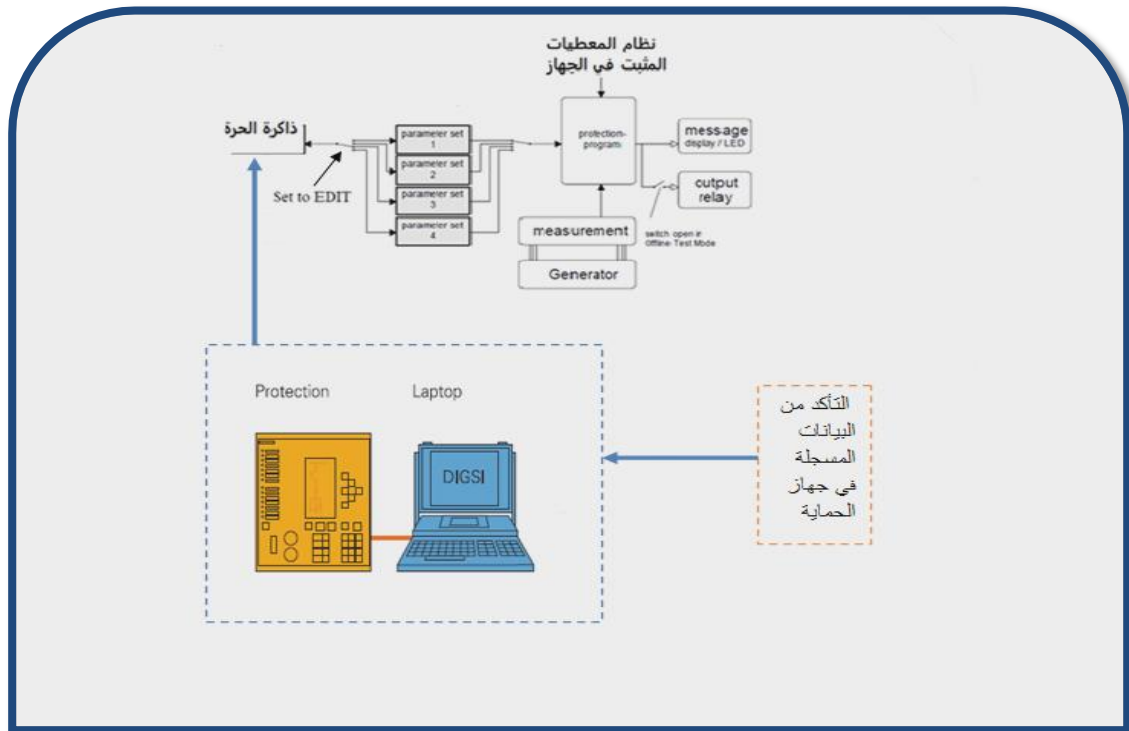 نظام المعطيات
المثبت في الجهاز
ذاكرة الحرة
Set to EDIT
parameter set
1
parameter set
2
parameter set
3
parameter set
4
protection-
program
message
display / LED
cutput
relay
switch open ir
Offline-Test Mode
measurement
Generator
Protection
Laptop
DIGSI
التأكد من
البيانات
المسجلة
في جهاز
الحماية